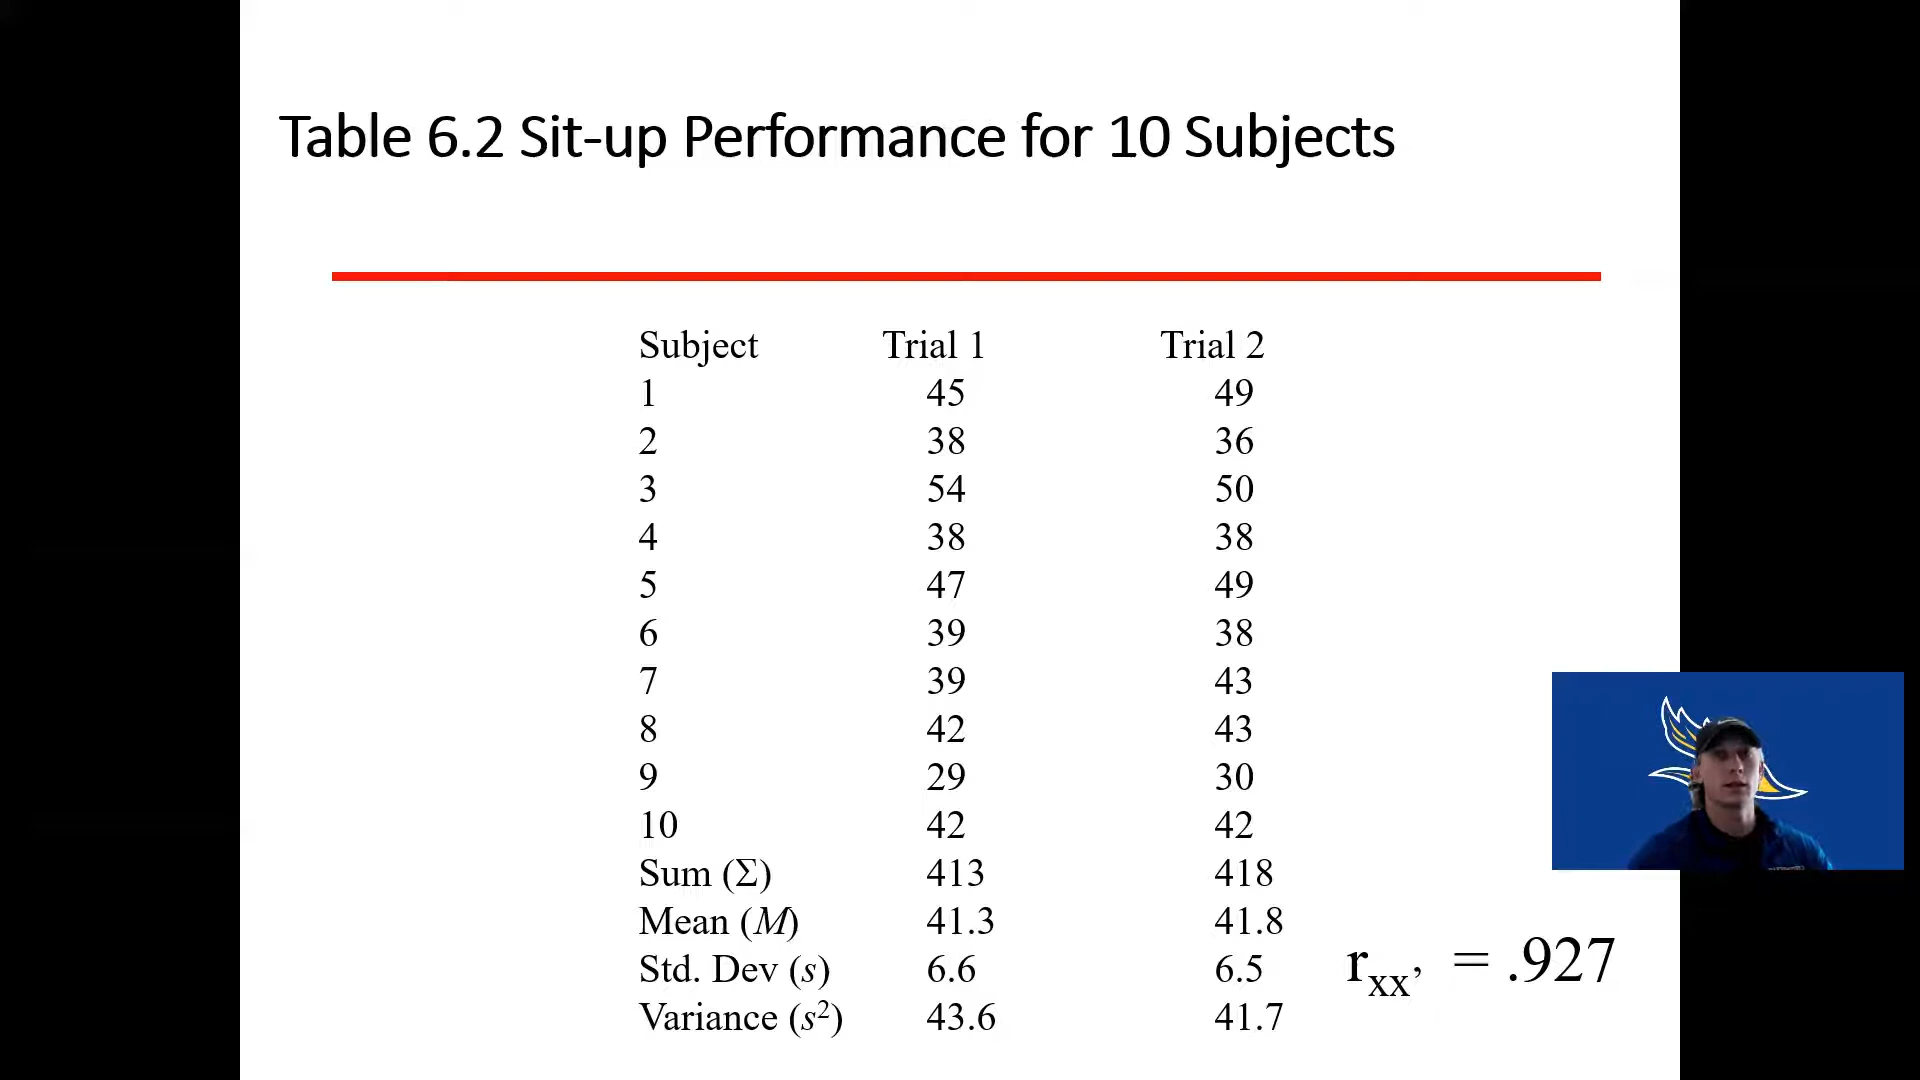 Table 6.2 Sit-up Performance for 10 Subjects
Subject Trial 1 Trial 2
1 45 49
2 38 36
3 54 50
4 38 38
5 47 49
6 39 38
7 39 43
8 42 43
9 29 30
10 42 42
Sum (Σ) 413 418
Mean (M) 41.3 41.8
Std. Dev (s) 6.6 6.5
Variance (s²) 43.6 41.7
rxx’ = .927